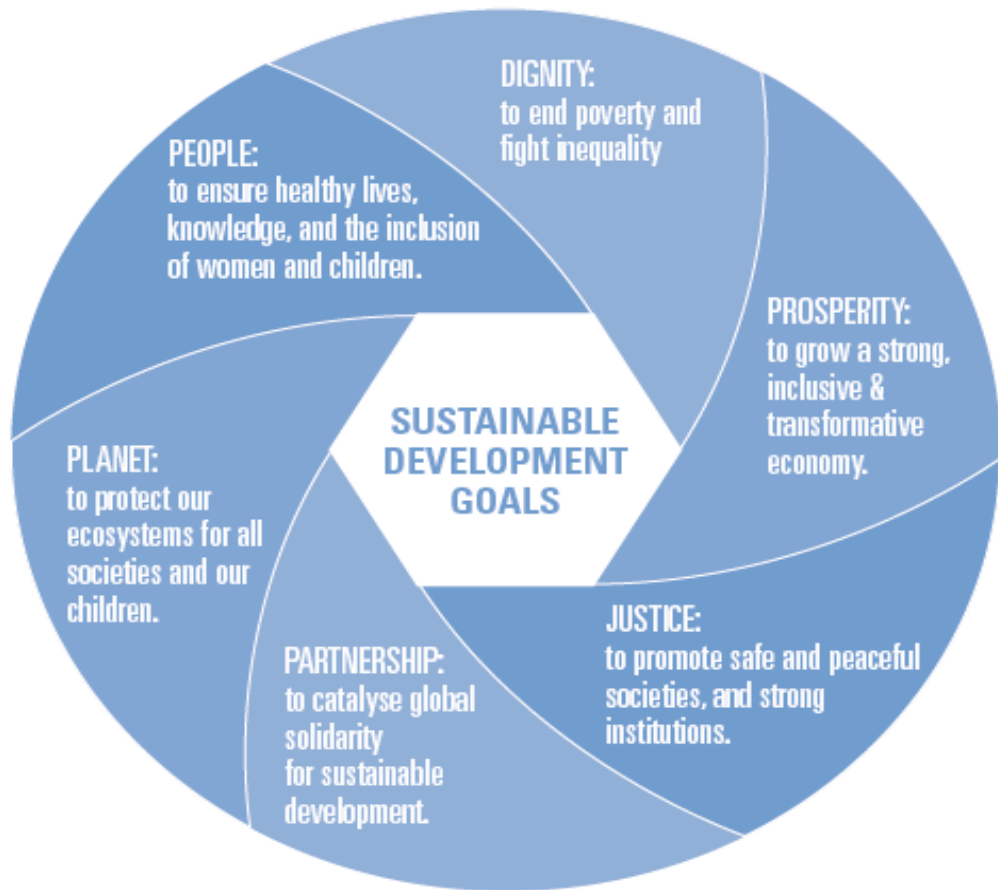 DIGNITY:
to end poverty and
fight inequality
PROSPERITY:
to grow a strong,
inclusive &
transformative
economy.
JUSTICE:
to promote safe and peaceful
societies, and strong
institutions.
PARTNERSHIP:
to catalyse global
solidarity
for sustainable
development.
PLANET:
to protect our
ecosystems for all
societies and our
children.
PEOPLE:
to ensure healthy lives,
knowledge, and the inclusion
of women and children.
SUSTAINABLE
DEVELOPMENT
GOALS